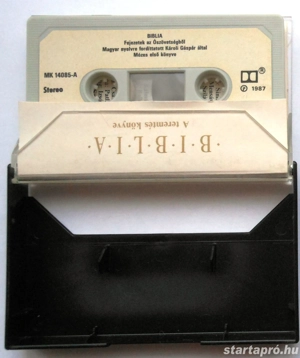 BIBLIA
Fejezetek az Ószövetségből
Magyar nyelvre fordíttatott Károli Gáspár által
Mózes első könyve
MK 14085-A
Stereo
℗ 1987
A teremtés könyve
·B·I·B·L·I·A·
startapró.hu